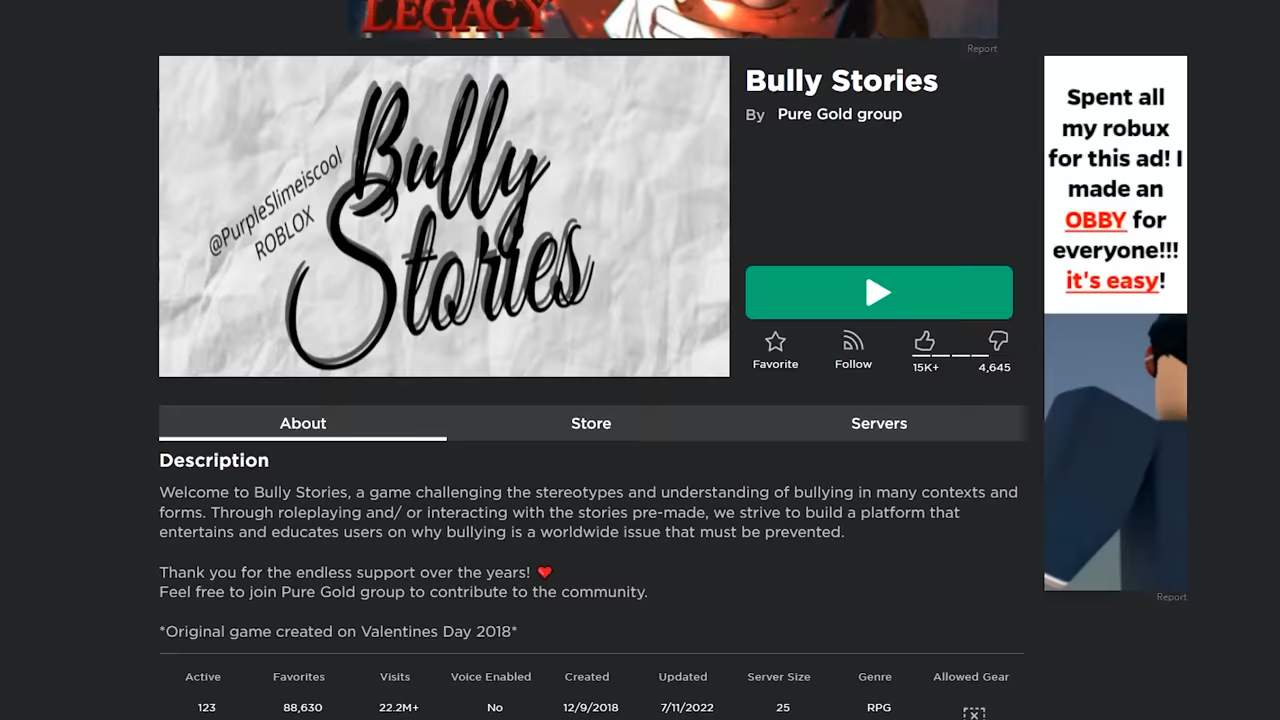 LEGACY
Report
@PurpleSlimeiscool
ROBLOX
Bully
Stories
Bully Stories
By Pure Gold group
Favorite
Follow
15K+
4,645
Spent all
my robux
for this ad! I
made an
OBBY for
everyone!!!
it's easy!
Report
About
Store
Servers
Description
Welcome to Bully Stories, a game challenging the stereotypes and understanding of bullying in many contexts and
forms. Through roleplaying and/ or interacting with the stories pre-made, we strive to build a platform that
entertains and educates users on why bullying is a worldwide issue that must be prevented.
Thank you for the endless support over the years! ❤️
Feel free to join Pure Gold group to contribute to the community.
*Original game created on Valentines Day 2018*
Active Favorites Visits Voice Enabled Created Updated Server Size Genre Allowed Gear
123 88,630 22.2M+ No 12/9/2018 7/11/2022 25 RPG